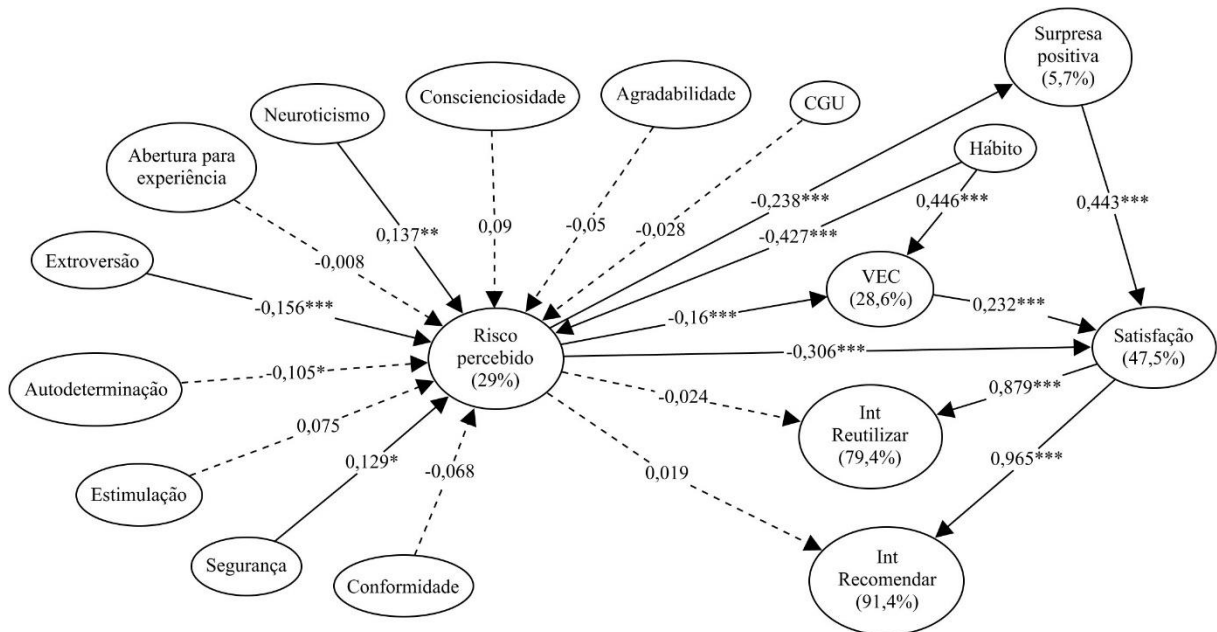 Surpresa
positiva
(5,7%)
Neuroticismo
Conscienciosidade
Agradabilidade
CGU
Hábito
Abertura para
experiência
-0,238***
0,446***
0,443***
0,137**
0,09
-0,05
-0,028
-0,427***
Extroversão
-0,008
VEC
(28,6%)
0,232***
-0,156***
-0,16***
Risco
percebido
(29%)
-0,306***
Satisfação
(47,5%)
Autodeterminação
-0,105*
-0,024
0,879***
0,075
Int
Reutilizar
(79,4%)
0,129*
-0,068
0,019
0,965***
Estimulação
Segurança
Conformidade
Int
Recomendar
(91,4%)